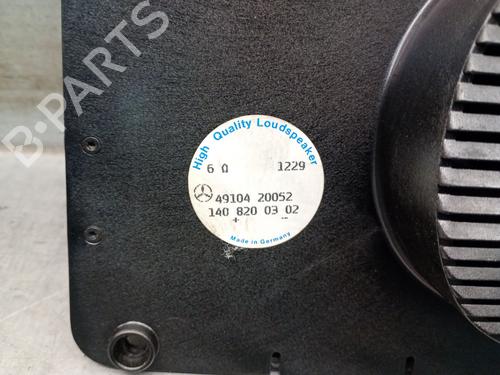 B-PARTS
High Quality Loudspeaker
6 Ω 1229
49104 20052
140 820 03 02
+ -
Made in Germany